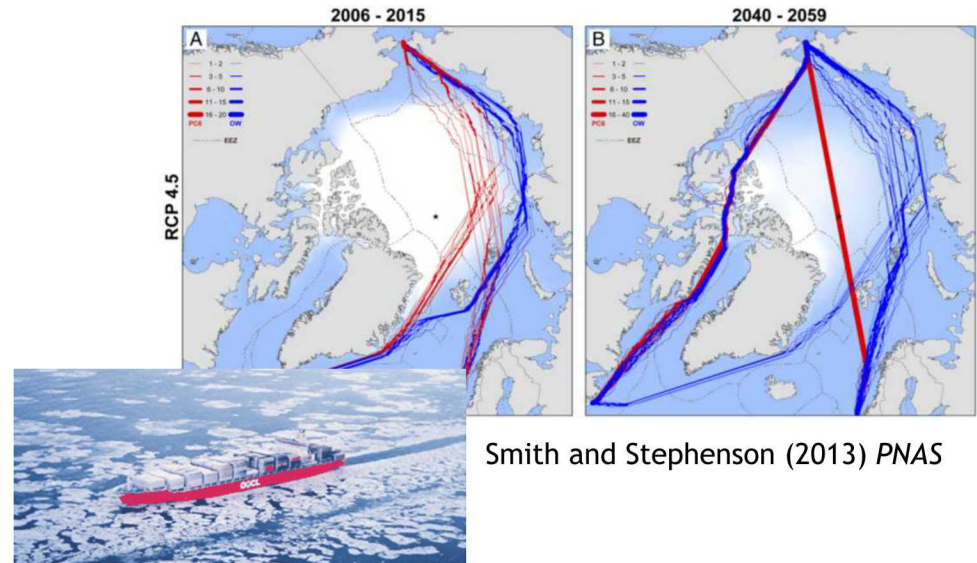 2006 - 2015
2040 - 2059
RCP 4.5
A
1 - 2
3 - 5
6 - 10
11 - 15
16 - 20
PC6 OW
EEZ
B
1 - 2
3 - 5
6 - 10
11 - 15
16 - 40
PC6 OW
EEZ
Smith and Stephenson (2013) PNAS